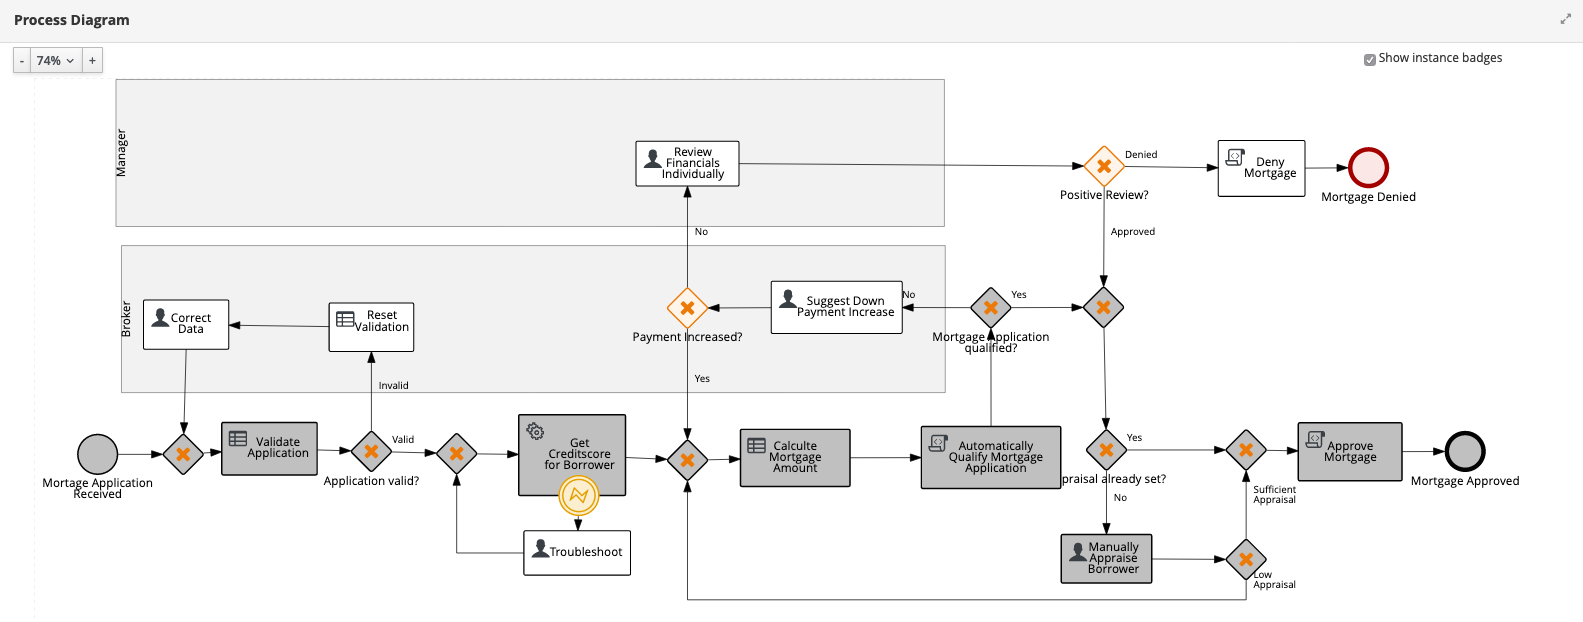 Process Diagram
- 74% +
Show instance badges
Manager
Review
Financials
Individually
Denied
Positive Review?
Deny
Mortgage
Mortgage Denied
No
Approved
Broker
Correct
Data
Reset
Validation
Payment Increased?
Suggest Down
Payment Increase
No
Yes
Mortgage Application
qualified?
Invalid
Yes
Mortage Application
Received
Validate
Application
Valid
Application valid?
Get
Creditscore
for Borrower
Calculte
Mortgage
Amount
Automatically
Qualify Mortgage
Application
Yes
praisal already set?
No
Approve
Mortgage
Mortgage Approved
Sufficient
Appraisal
Troubleshoot
Manually
Appraise
Borrower
Low
Appraisal